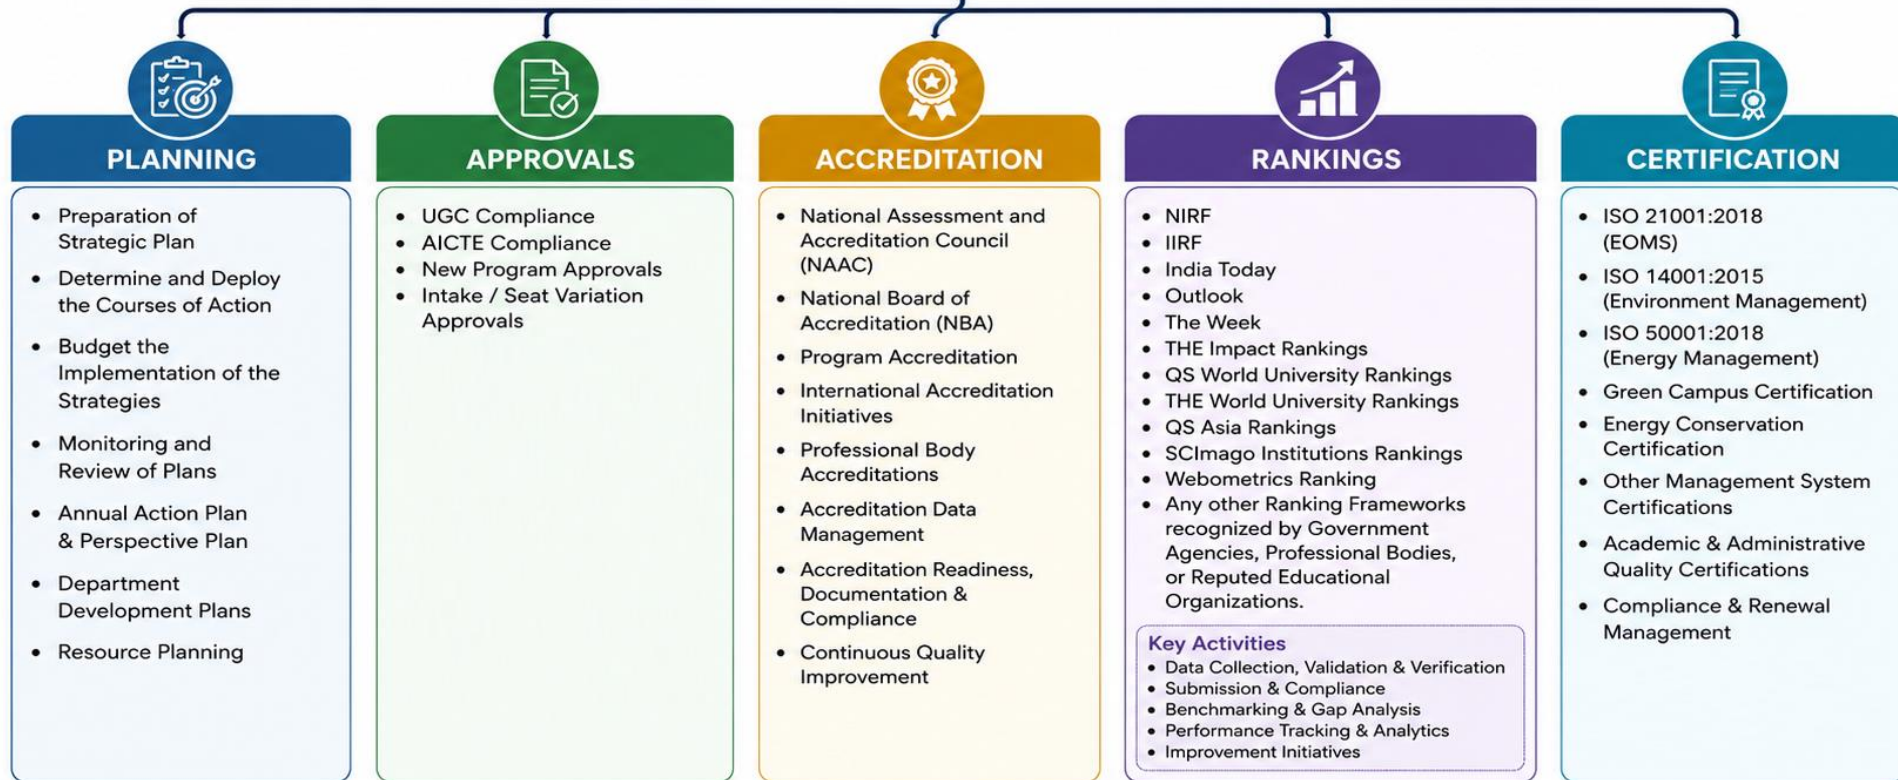 PLANNING
• Preparation of
Strategic Plan
• Determine and Deploy
the Courses of Action
• Budget the
Implementation of the
Strategies
• Monitoring and
Review of Plans
• Annual Action Plan
& Perspective Plan
• Department
Development Plans
• Resource Planning
APPROVALS
• UGC Compliance
• AICTE Compliance
• New Program Approvals
• Intake / Seat Variation
Approvals
ACCREDITATION
• National Assessment and
Accreditation Council
(NAAC)
• National Board of
Accreditation (NBA)
• Program Accreditation
• International Accreditation
Initiatives
• Professional Body
Accreditations
• Accreditation Data
Management
• Accreditation Readiness,
Documentation &
Compliance
• Continuous Quality
Improvement
RANKINGS
• NIRF
• IIRF
• India Today
• Outlook
• The Week
• THE Impact Rankings
• QS World University Rankings
• THE World University Rankings
• QS Asia Rankings
• SCImago Institutions Rankings
• Webometrics Ranking
• Any other Ranking Frameworks
recognized by Government
Agencies, Professional Bodies,
or Reputed Educational
Organizations.
Key Activities
• Data Collection, Validation & Verification
• Submission & Compliance
• Benchmarking & Gap Analysis
• Performance Tracking & Analytics
• Improvement Initiatives
CERTIFICATION
• ISO 21001:2018
(EOMS)
• ISO 14001:2015
(Environment Management)
• ISO 50001:2018
(Energy Management)
• Green Campus Certification
• Energy Conservation
Certification
• Other Management System
Certifications
• Academic & Administrative
Quality Certifications
• Compliance & Renewal
Management